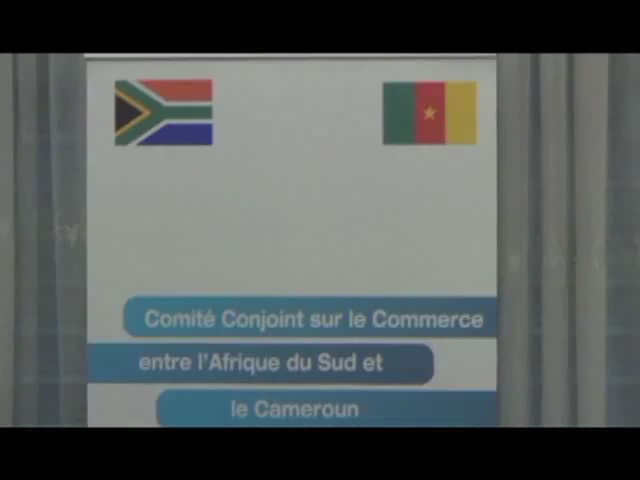 Comité Conjoint sur le Commerce
entre l'Afrique du Sud et
le Cameroun